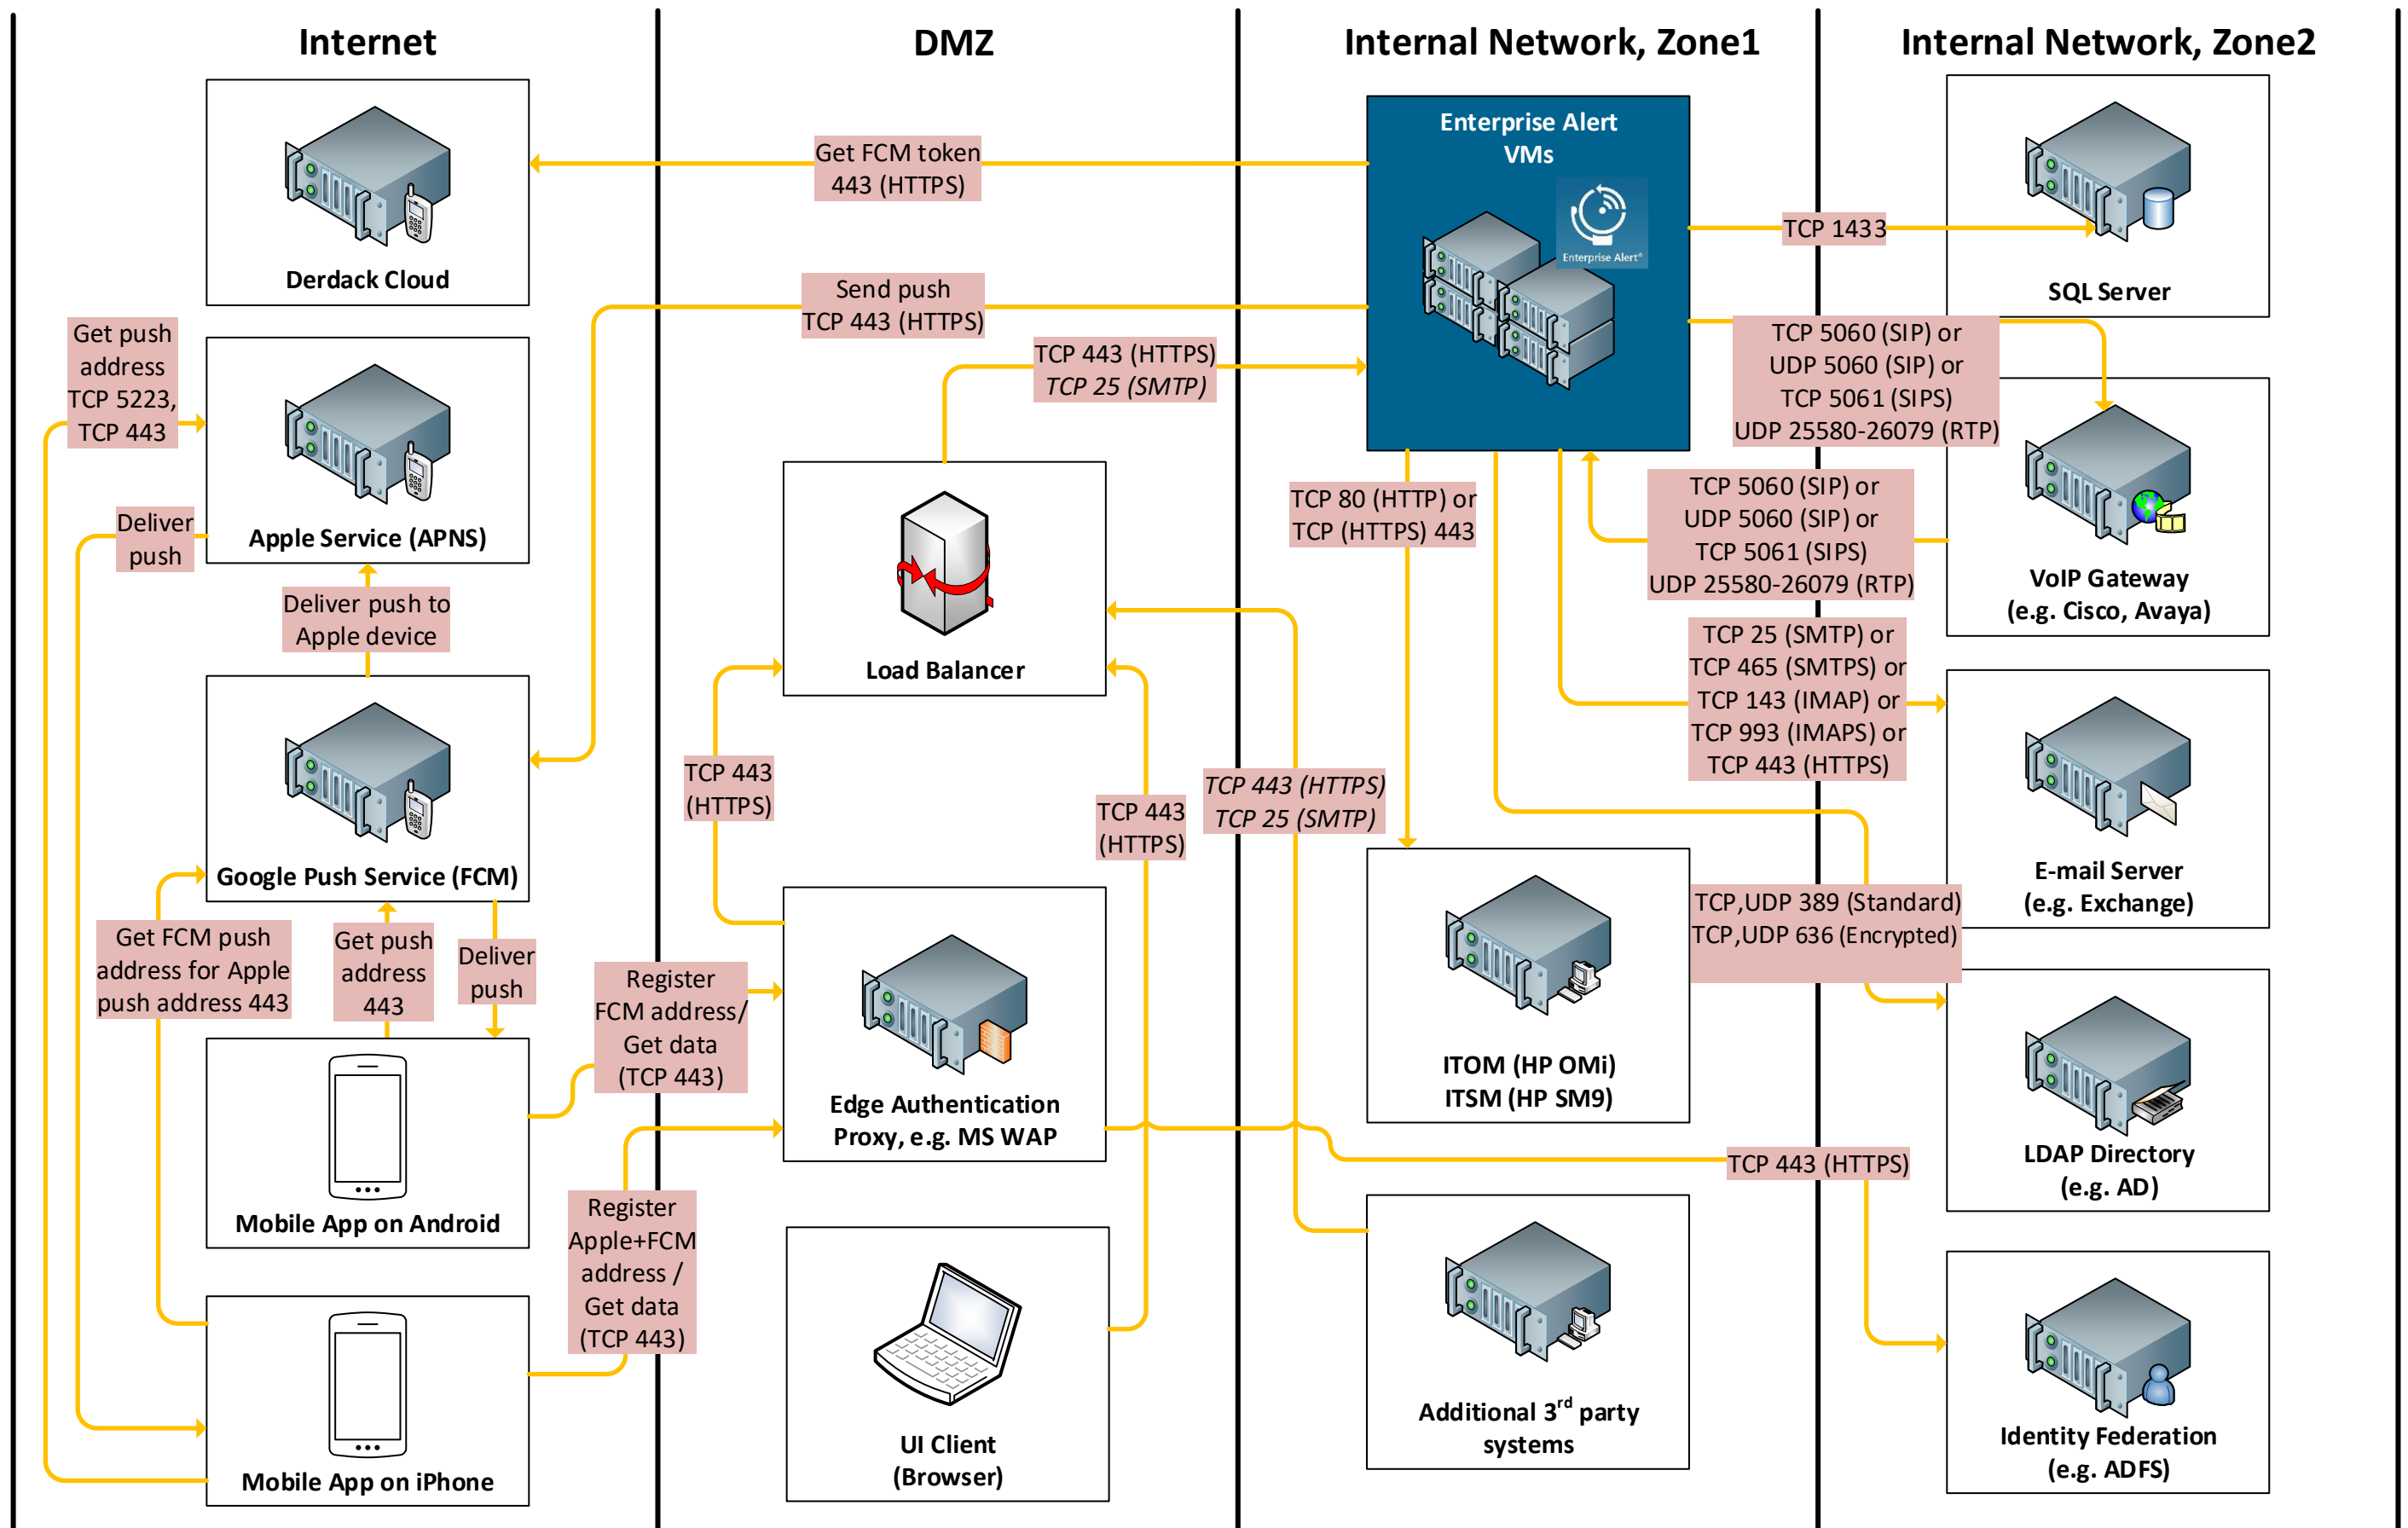 Internet
DMZ
Internal Network, Zone1
Internal Network, Zone2
Derdack Cloud
Get FCM token
443 (HTTPS)
Enterprise Alert
VMs
Enterprise Alert®
TCP 1433
SQL Server
Get push
address
TCP 5223,
TCP 443
Send push
TCP 443 (HTTPS)
TCP 443 (HTTPS)
TCP 25 (SMTP)
TCP 5060 (SIP) or
UDP 5060 (SIP) or
TCP 5061 (SIPS)
UDP 25580-26079 (RTP)
Deliver
push
Apple Service (APNS)
TCP 80 (HTTP) or
TCP (HTTPS) 443
TCP 5060 (SIP) or
UDP 5060 (SIP) or
TCP 5061 (SIPS)
UDP 25580-26079 (RTP)
VoIP Gateway
(e.g. Cisco, Avaya)
Deliver push to
Apple device
Load Balancer
TCP 25 (SMTP) or
TCP 465 (SMTPS) or
TCP 143 (IMAP) or
TCP 993 (IMAPS) or
TCP 443 (HTTPS)
Google Push Service (FCM)
TCP 443
(HTTPS)
TCP 443
(HTTPS)
TCP 443 (HTTPS)
TCP 25 (SMTP)
E-mail Server
(e.g. Exchange)
Get FCM push
address for Apple
push address 443
Get push
address
443
Deliver
push
Register
FCM address/
Get data
(TCP 443)
TCP,UDP 389 (Standard)
TCP,UDP 636 (Encrypted)
Edge Authentication
Proxy, e.g. MS WAP
ITOM (HP OMi)
ITSM (HP SM9)
TCP 443 (HTTPS)
LDAP Directory
(e.g. AD)
Mobile App on Android
Register
Apple+FCM
address /
Get data
(TCP 443)
Mobile App on iPhone
UI Client
(Browser)
Additional 3rd party
systems
Identity Federation
(e.g. ADFS)